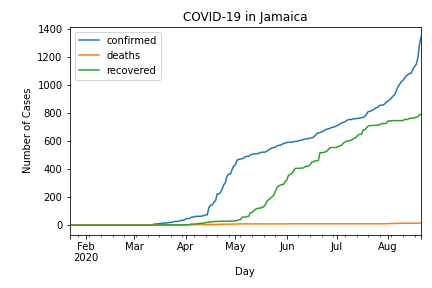 COVID-19 in Jamaica
1400
1200
1000
800
600
400
200
0
Number of Cases
confirmed
deaths
recovered
Feb Mar Apr May Jun Jul Aug
2020
Day